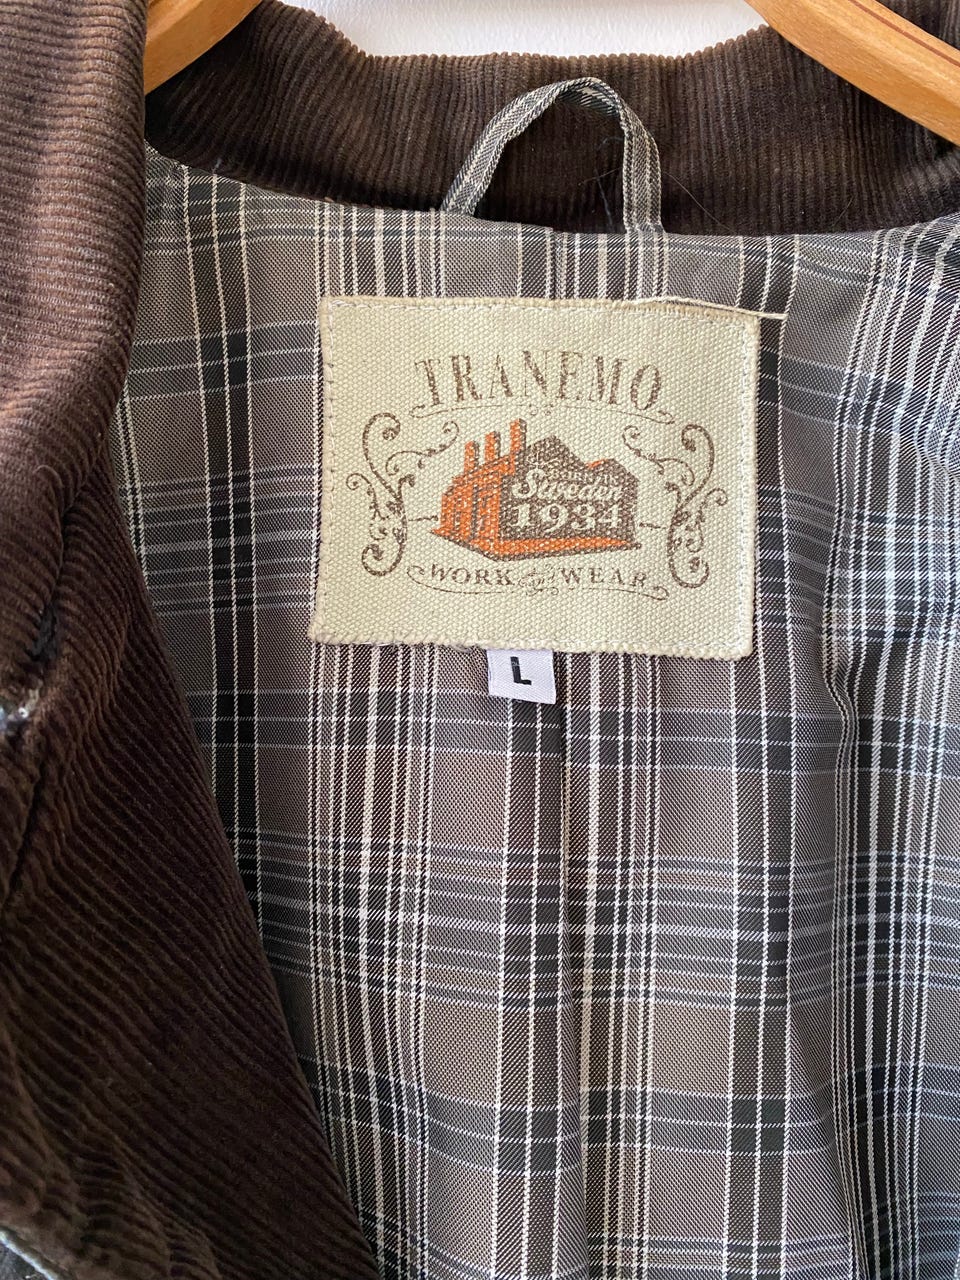 TRANEMO
Sweden
1934
WORK WEAR
L